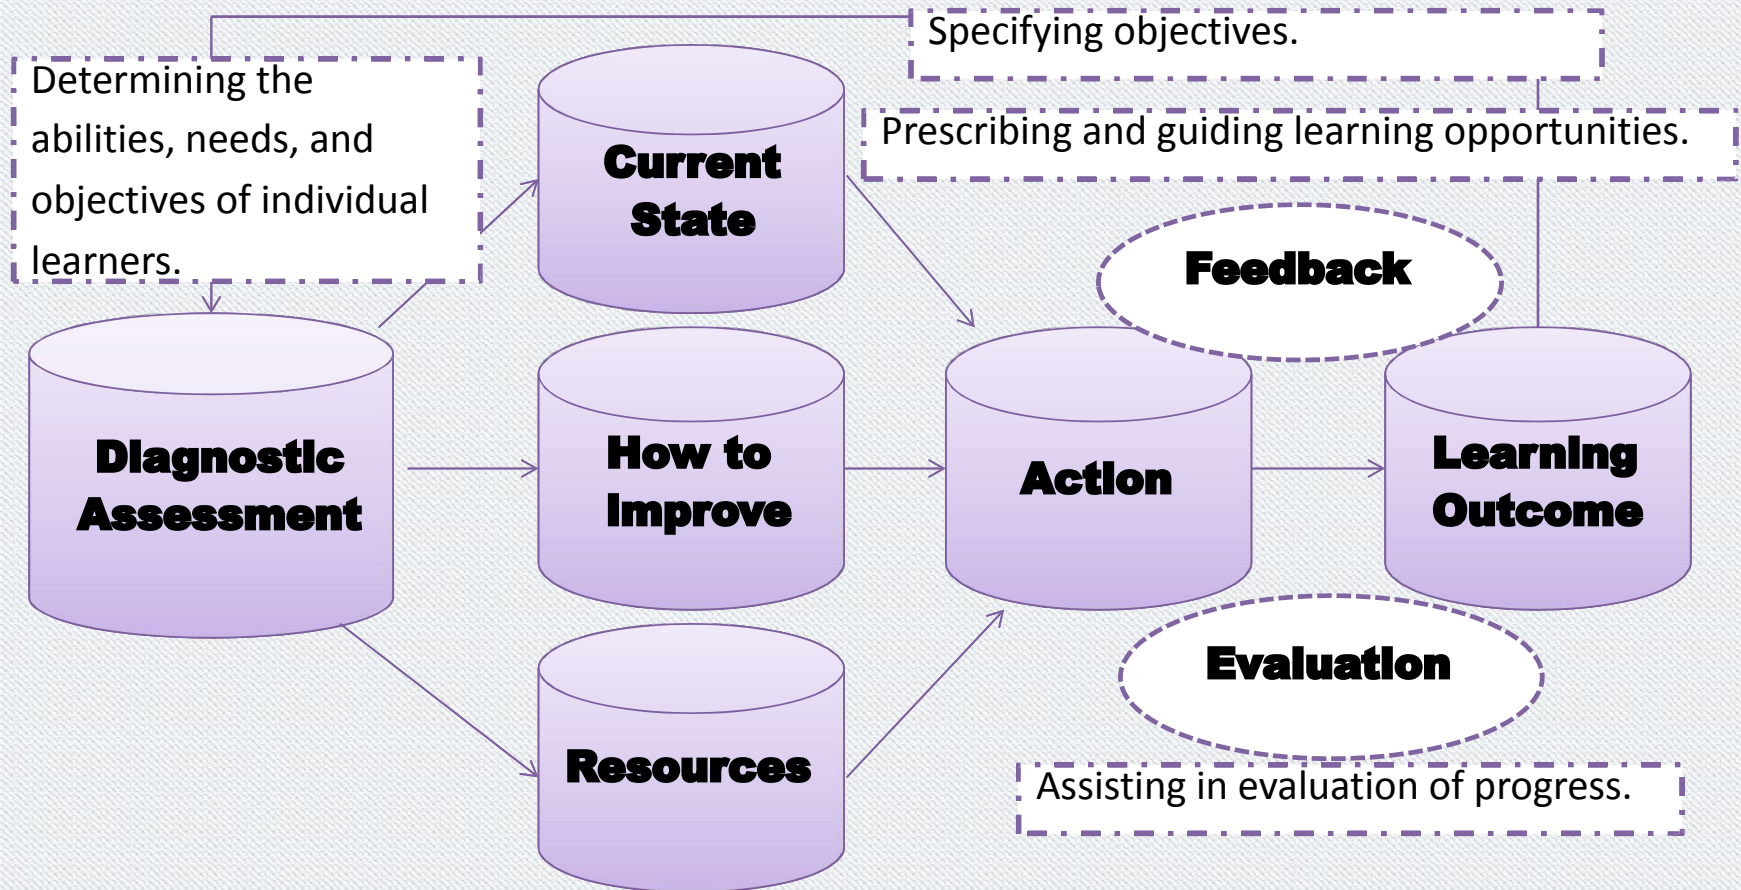 Specifying objectives.
Determining the
abilities, needs, and
objectives of individual
learners.
Prescribing and guiding learning opportunities.
Current
State
Feedback
Diagnostic
Assessment
How to
Improve
Action
Learning
Outcome
Resources
Evaluation
Assisting in evaluation of progress.